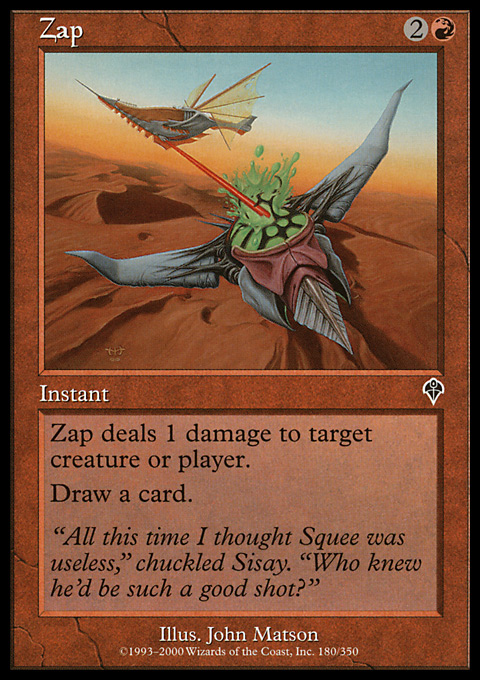 Zap 2
Instant
Zap deals 1 damage to target
creature or player.
Draw a card.
“All this time I thought Squee was
useless,” chuckled Sisay. “Who knew
he’d be such a good shot?”
Illus. John Matson
©1993–2000 Wizards of the Coast, Inc. 180/350